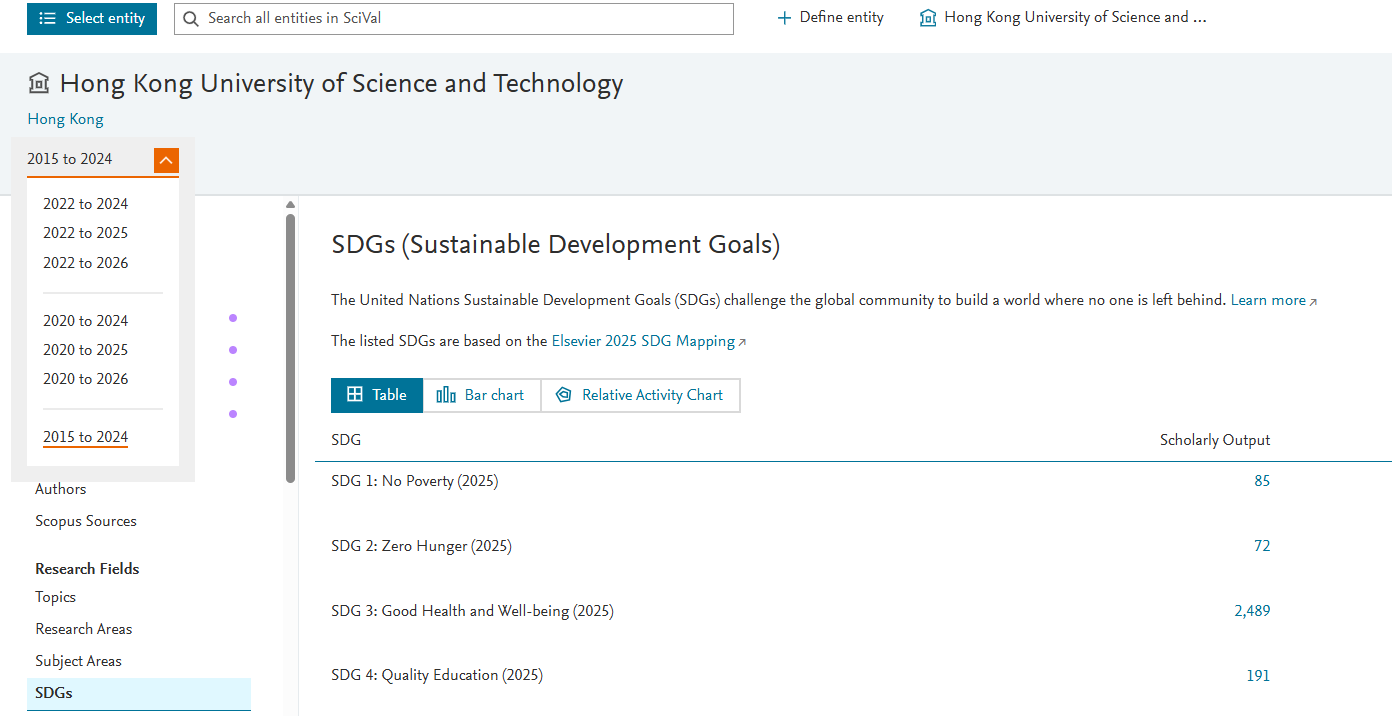 Select entity
Search all entities in SciVal
+ Define entity
Hong Kong University of Science and ...
Hong Kong University of Science and Technology
Hong Kong
2015 to 2024
2022 to 2024
2022 to 2025
2022 to 2026
2020 to 2024
2020 to 2025
2020 to 2026
2015 to 2024
Authors
Scopus Sources
Research Fields
Topics
Research Areas
Subject Areas
SDGs
SDGs (Sustainable Development Goals)
The United Nations Sustainable Development Goals (SDGs) challenge the global community to build a world where no one is left behind. Learn more
The listed SDGs are based on the Elsevier 2025 SDG Mapping
Table Bar chart Relative Activity Chart
SDG Scholarly Output
SDG 1: No Poverty (2025) 85
SDG 2: Zero Hunger (2025) 72
SDG 3: Good Health and Well-being (2025) 2,489
SDG 4: Quality Education (2025) 191